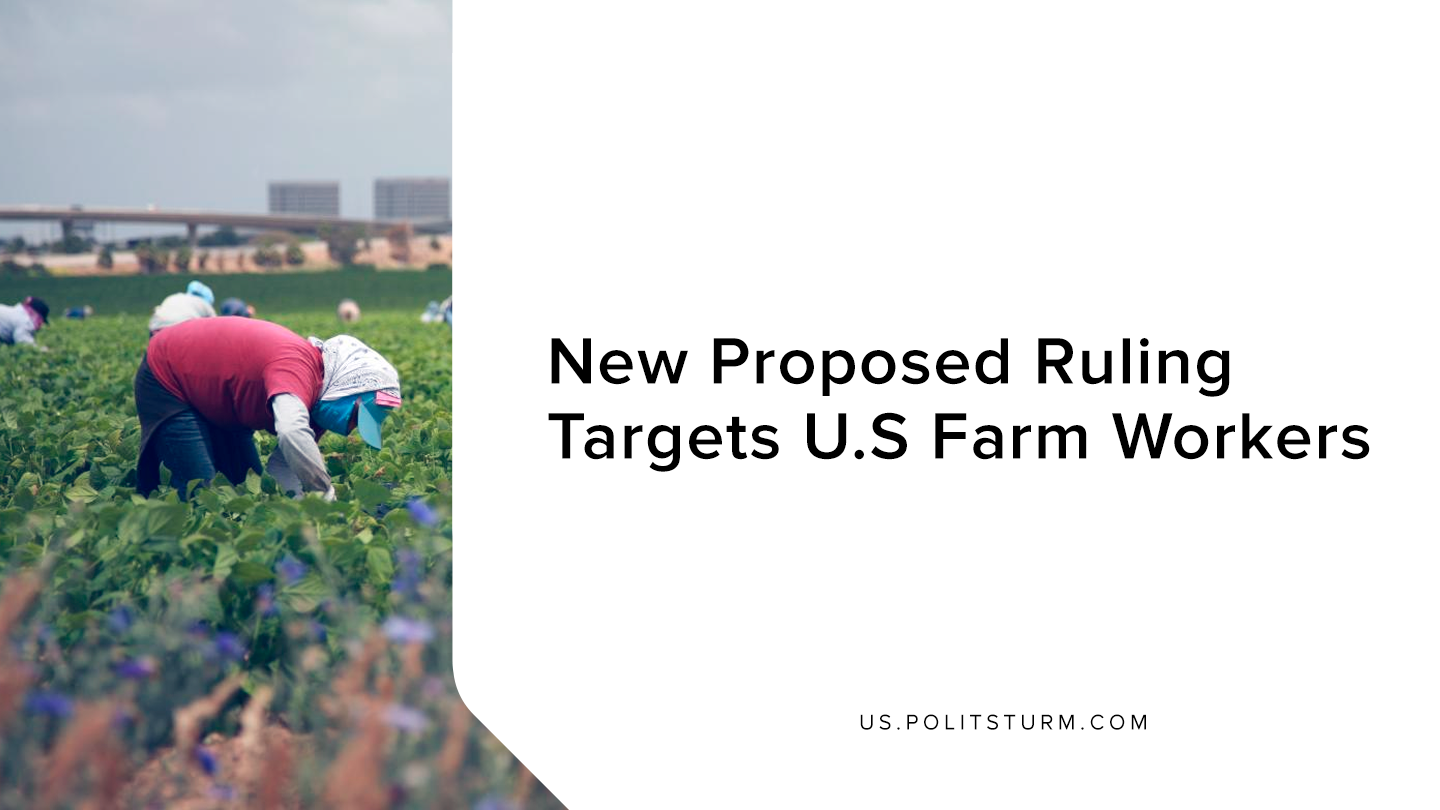 New Proposed Ruling
Targets U.S Farm Workers
US.POLITSTURM.COM